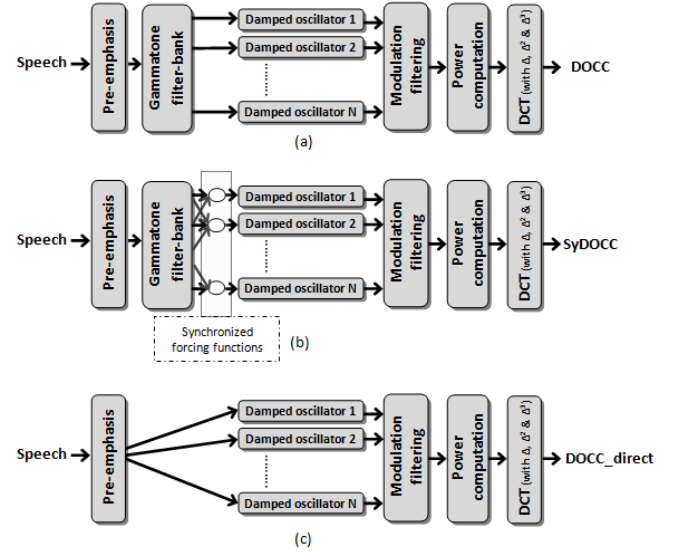 Speech
Pre-emphasis
Gammatone
filter-bank
Damped oscillator 1
Damped oscillator 2
Damped oscillator N
Modulation
filtering
Power
computation
DCT (with Δ, Δ² & Δ³)
DOCC
(a)
Speech
Pre-emphasis
Gammatone
filter-bank
Damped oscillator 1
Damped oscillator 2
Damped oscillator N
Modulation
filtering
Power
computation
DCT (with Δ, Δ² & Δ³)
SyDOCC
Synchronized
forcing functions
(b)
Speech
Pre-emphasis
Damped oscillator 1
Damped oscillator 2
Damped oscillator N
Modulation
filtering
Power
computation
DCT (with Δ, Δ² & Δ³)
DOCC_direct
(c)